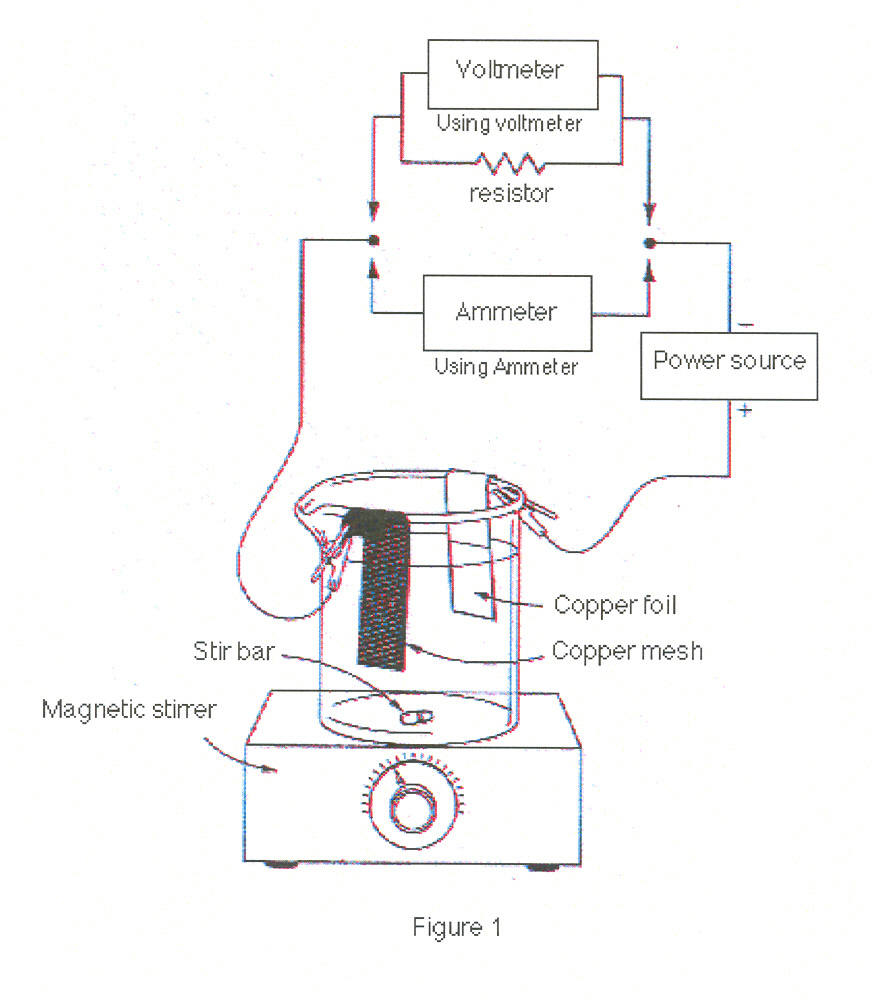 Voltmeter
Using voltmeter
resistor
Ammeter
Using Ammeter
−
Power source
+
Copper foil
Copper mesh
Stir bar
Magnetic stirrer
Figure 1